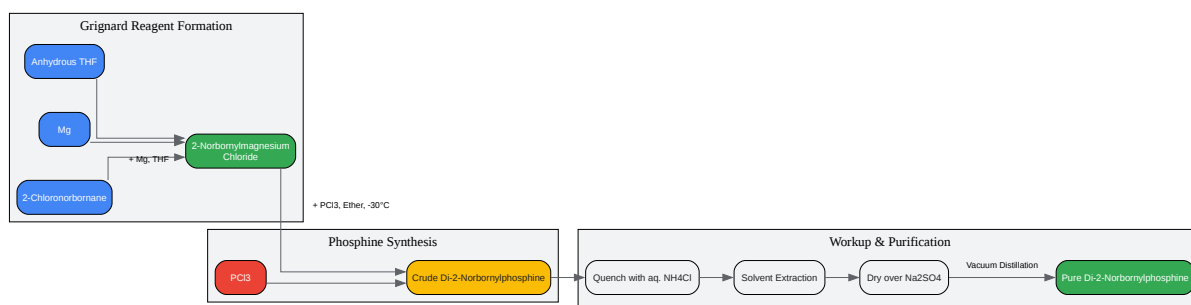 Grignard Reagent Formation
Anhydrous THF
Mg
2-Norbornylmagnesium
Chloride
+ Mg, THF
2-Chloronorbornane
+ PCl3, Ether, -30°C
Phosphine Synthesis
PCl3
Crude Di-2-Norbornylphosphine
Workup & Purification
Quench with aq. NH4Cl
Solvent Extraction
Dry over Na2SO4
Vacuum Distillation
Pure Di-2-Norbornylphosphine